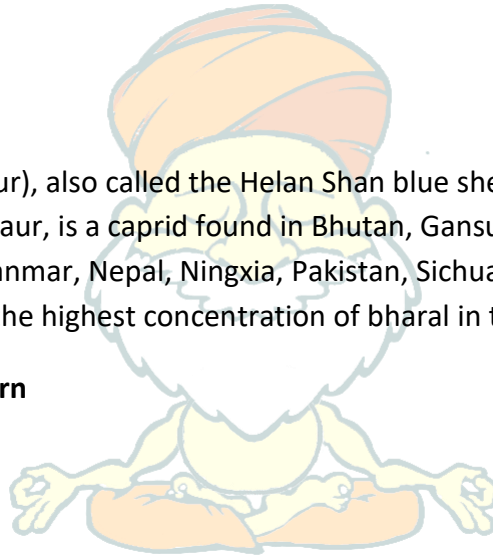 ur), also called the Helan Shan blue she
aur, is a caprid found in Bhutan, Gansu
anmar, Nepal, Ningxia, Pakistan, Sichua
he highest concentration of bharal in t
rn